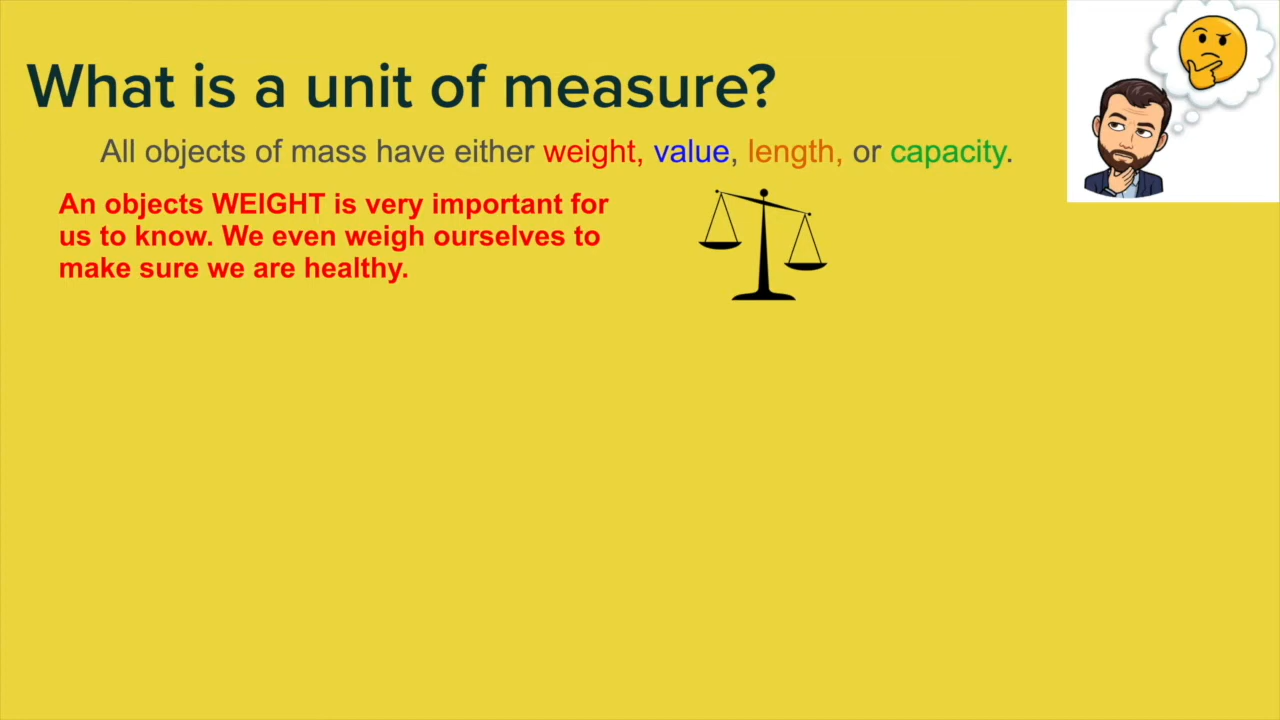 What is a unit of measure?
All objects of mass have either weight, value, length, or capacity.
An objects WEIGHT is very important for
us to know. We even weigh ourselves to
make sure we are healthy.